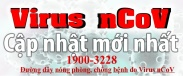 Virus nCoV
Cập nhật mới nhất
1900-3228
Đường dây nóng phòng, chống bệnh do Virus nCoV